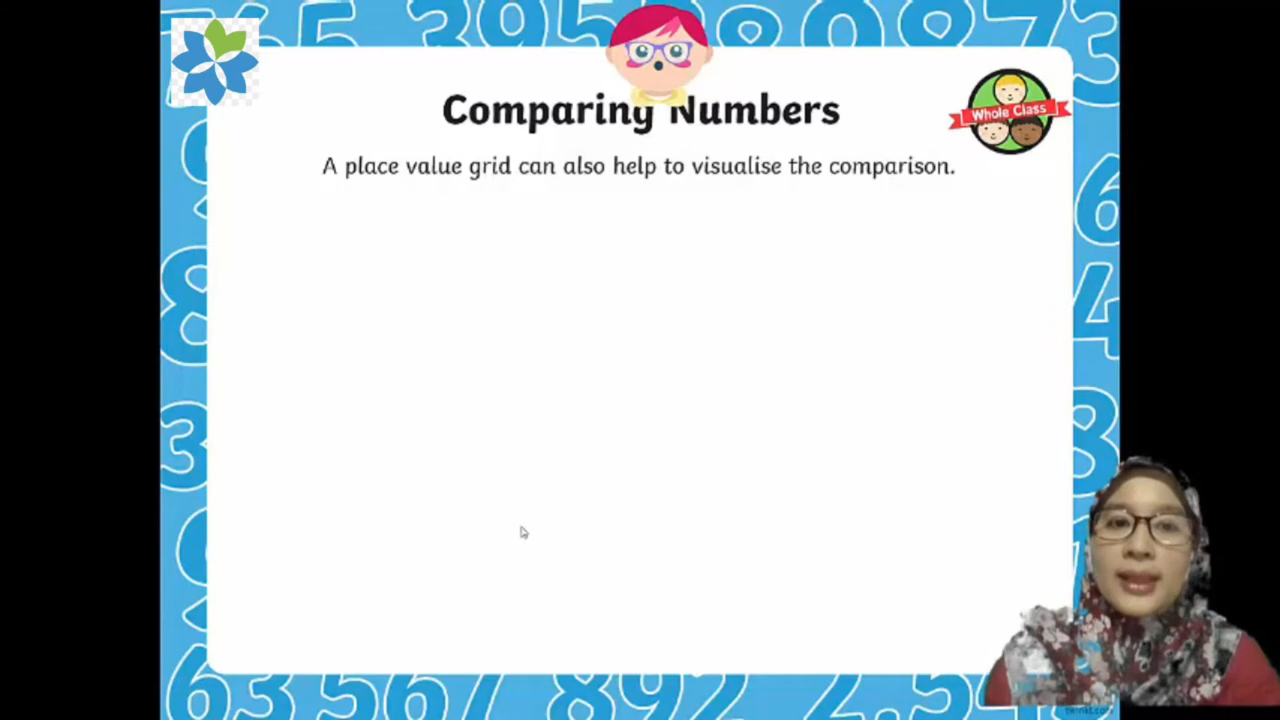 Comparing Numbers
Whole Class
A place value grid can also help to visualise the comparison.